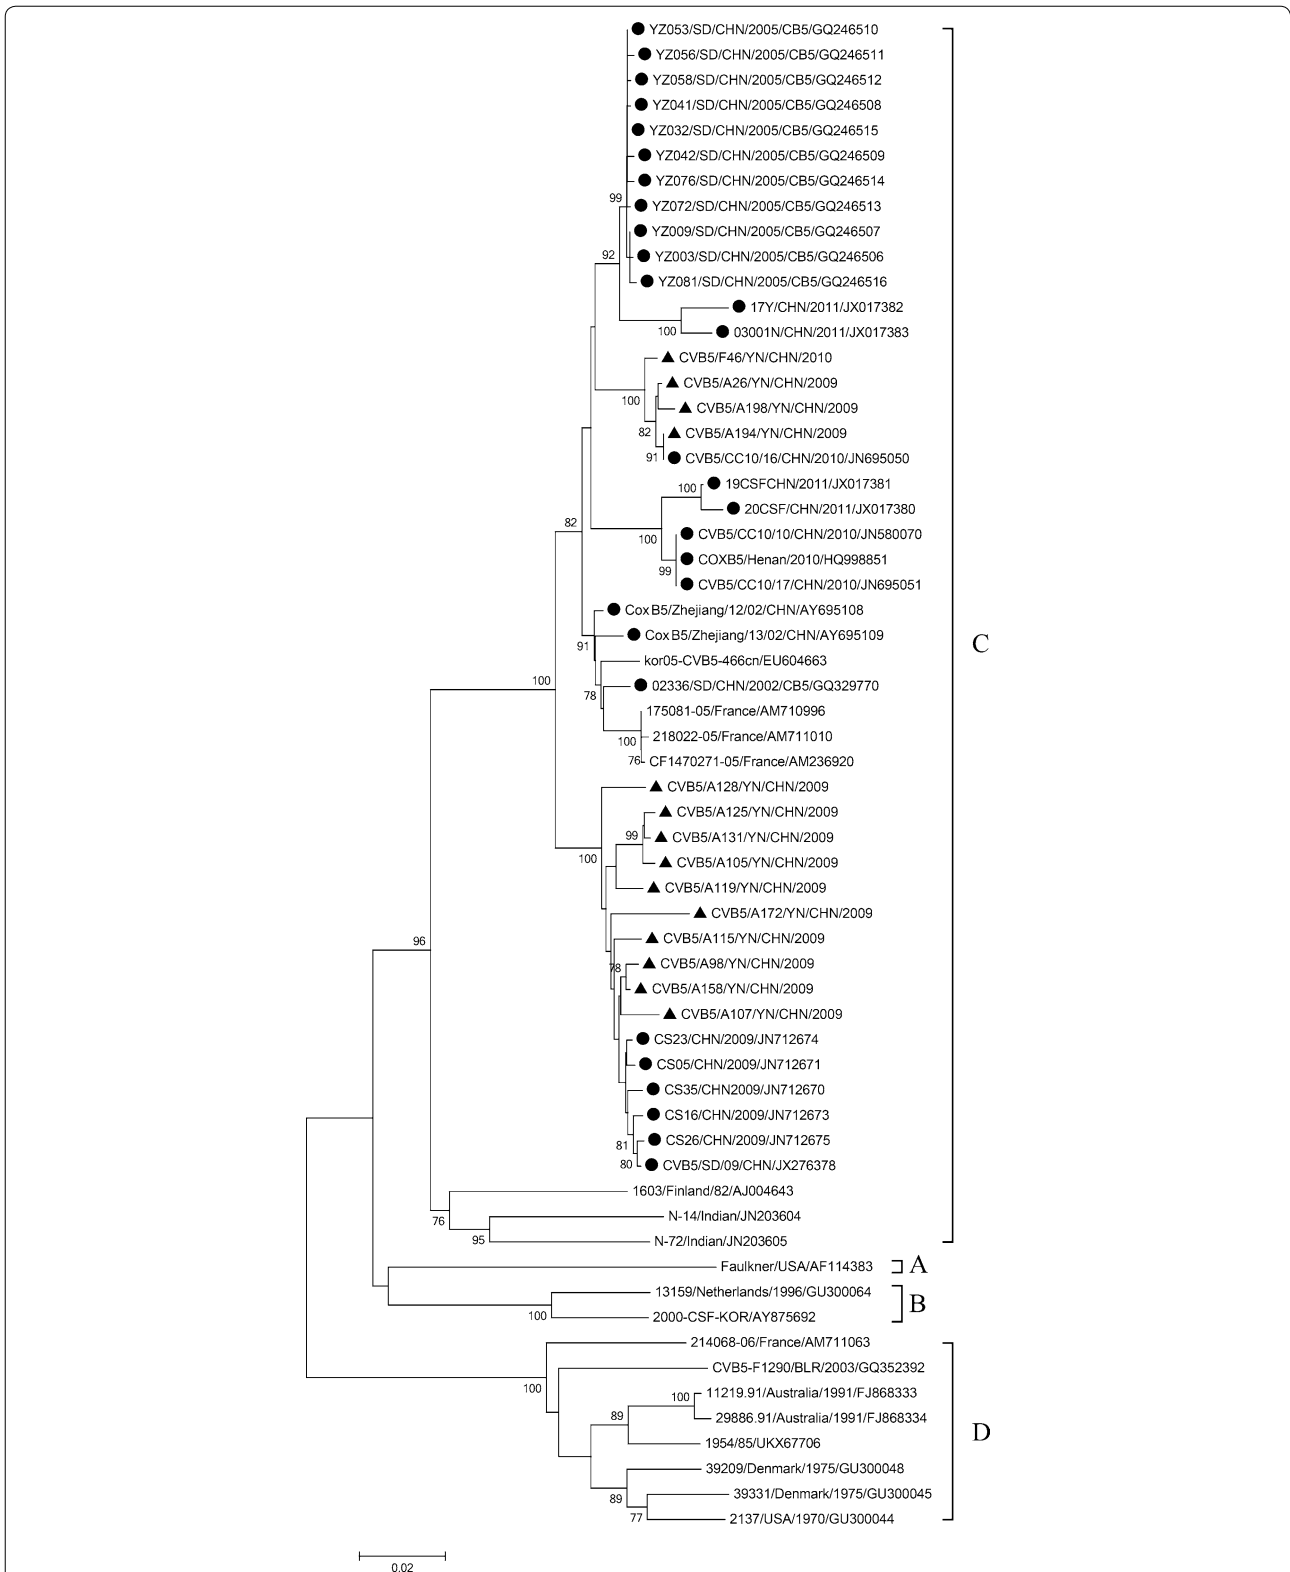 YZ053/SD/CHN/2005/CB5/GQ246510
YZ056/SD/CHN/2005/CB5/GQ246511
YZ058/SD/CHN/2005/CB5/GQ246512
YZ041/SD/CHN/2005/CB5/GQ246508
YZ032/SD/CHN/2005/CB5/GQ246515
YZ042/SD/CHN/2005/CB5/GQ246509
YZ076/SD/CHN/2005/CB5/GQ246514
99
YZ072/SD/CHN/2005/CB5/GQ246513
YZ009/SD/CHN/2005/CB5/GQ246507
92
YZ003/SD/CHN/2005/CB5/GQ246506
YZ081/SD/CHN/2005/CB5/GQ246516
17Y/CHN/2011/JX017382
100
03001N/CHN/2011/JX017383
CVB5/F46/YN/CHN/2010
CVB5/A26/YN/CHN/2009
100
CVB5/A198/YN/CHN/2009
82
CVB5/A194/YN/CHN/2009
91
CVB5/CC10/16/CHN/2010/JN695050
100
19CSFCHN/2011/JX017381
20CSF/CHN/2011/JX017380
82
100
CVB5/CC10/10/CHN/2010/JN580070
COXB5/Henan/2010/HQ998851
99
CVB5/CC10/17/CHN/2010/JN695051
Cox B5/Zhejiang/12/02/CHN/AY695108
Cox B5/Zhejiang/13/02/CHN/AY695109
C
91
kor05-CVB5-466cn/EU604663
100
78
02336/SD/CHN/2002/CB5/GQ329770
175081-05/France/AM710996
100
218022-05/France/AM711010
76
CF1470271-05/France/AM236920
CVB5/A128/YN/CHN/2009
CVB5/A125/YN/CHN/2009
99
CVB5/A131/YN/CHN/2009
100
CVB5/A105/YN/CHN/2009
CVB5/A119/YN/CHN/2009
CVB5/A172/YN/CHN/2009
96
CVB5/A115/YN/CHN/2009
78
CVB5/A98/YN/CHN/2009
CVB5/A158/YN/CHN/2009
CVB5/A107/YN/CHN/2009
CS23/CHN/2009/JN712674
CS05/CHN/2009/JN712671
CS35/CHN2009/JN712670
CS16/CHN/2009/JN712673
81
CS26/CHN/2009/JN712675
80
CVB5/SD/09/CHN/JX276378
1603/Finland/82/AJ004643
76
N-14/Indian/JN203604
95
N-72/Indian/JN203605
Faulkner/USA/AF114383
A
13159/Netherlands/1996/GU300064
B
100
2000-CSF-KOR/AY875692
214068-06/France/AM711063
CVB5-F1290/BLR/2003/GQ352392
100
100
11219.91/Australia/1991/FJ868333
89
29886.91/Australia/1991/FJ868334
D
1954/85/UKX67706
39209/Denmark/1975/GU300048
89
39331/Denmark/1975/GU300045
77
2137/USA/1970/GU300044
0.02